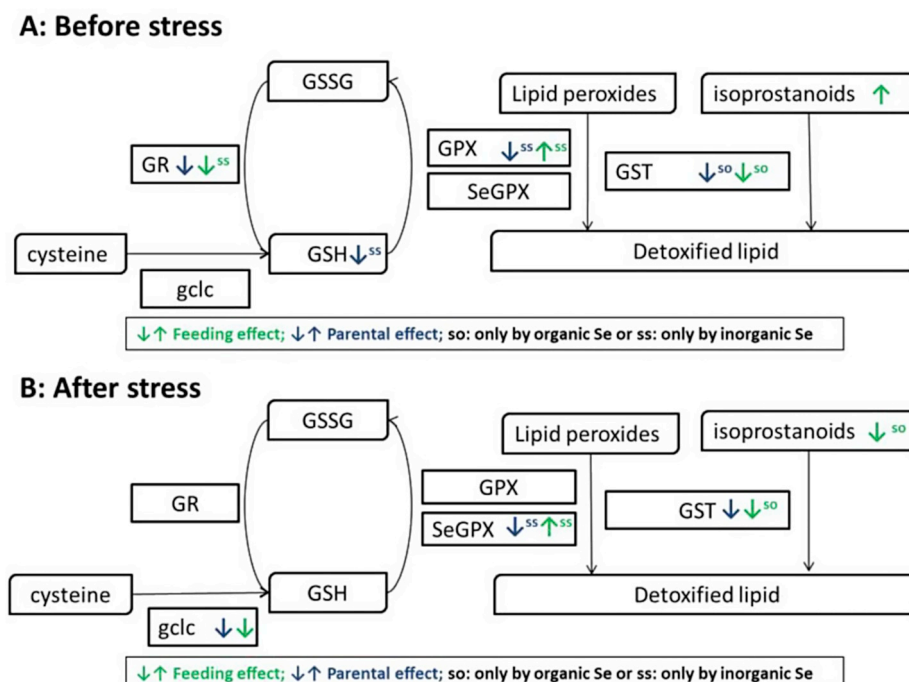 A: Before stress
GSSG
Lipid peroxides
isoprostanoids ↑
GR ↓↓ss
GPX ↓ss↑ss
SeGPX
GST ↓so↓so
cysteine
GSH↓ss
Detoxified lipid
gclc
↓↑ Feeding effect; ↓↑ Parental effect; so: only by organic Se or ss: only by inorganic Se
B: After stress
GSSG
Lipid peroxides
isoprostanoids ↓so
GR
GPX
SeGPX ↓ss↑ss
GST ↓↓so
cysteine
GSH
Detoxified lipid
gclc ↓↓
↓↑ Feeding effect; ↓↑ Parental effect; so: only by organic Se or ss: only by inorganic Se